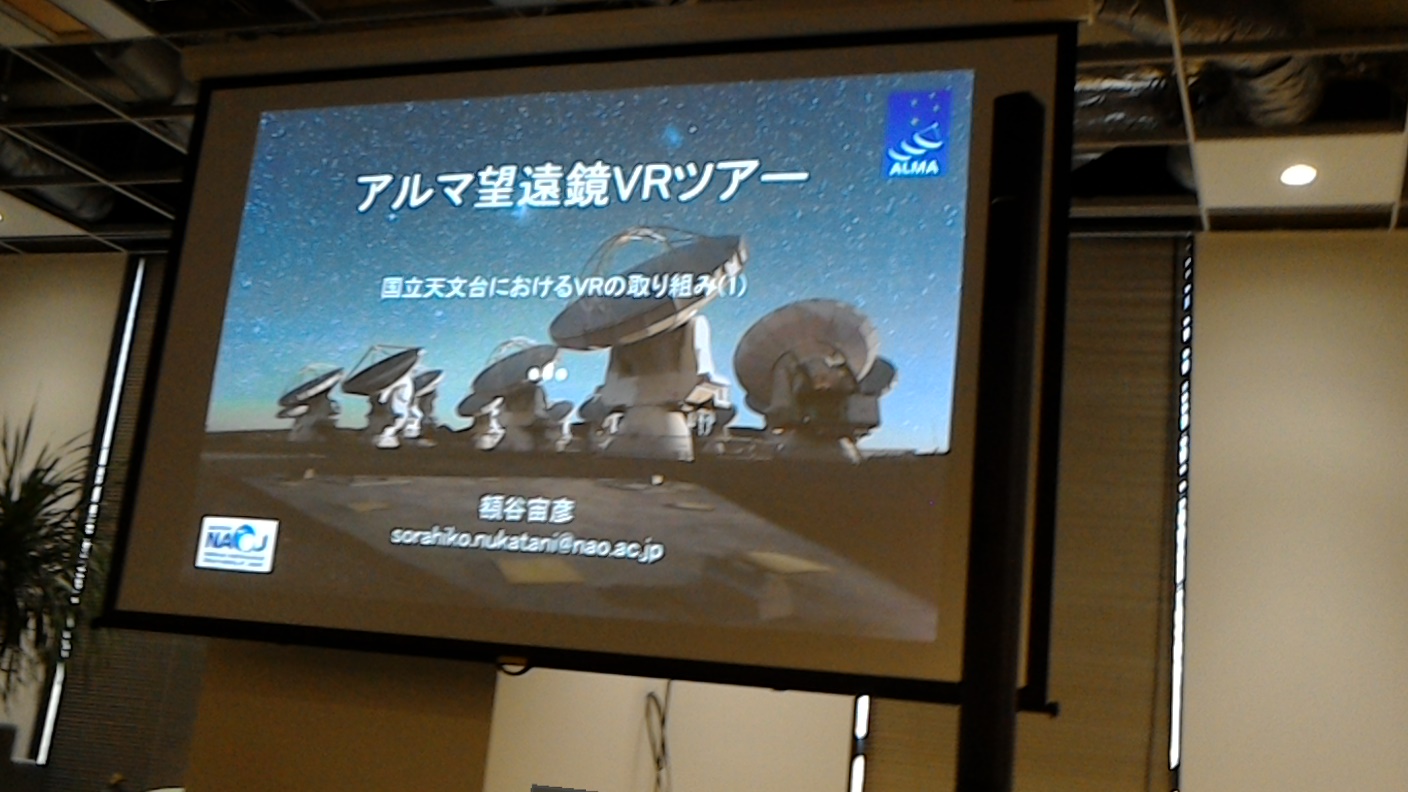 ALMA
アルマ望遠鏡VRツアー
国立天文台におけるVRの取り組み(1)
額谷宙彦
sorahiko.nukatani@nao.ac.jp
NAOJ